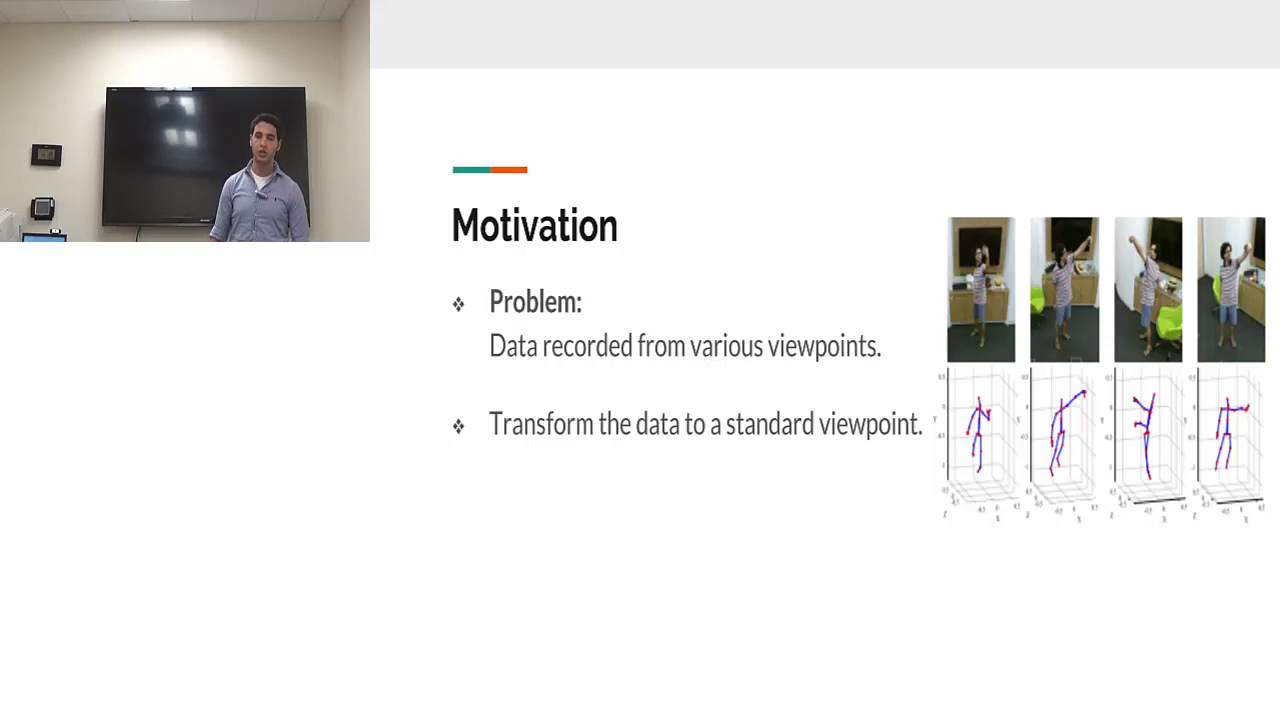 Motivation
❖ Problem:
Data recorded from various viewpoints.
❖ Transform the data to a standard viewpoint.